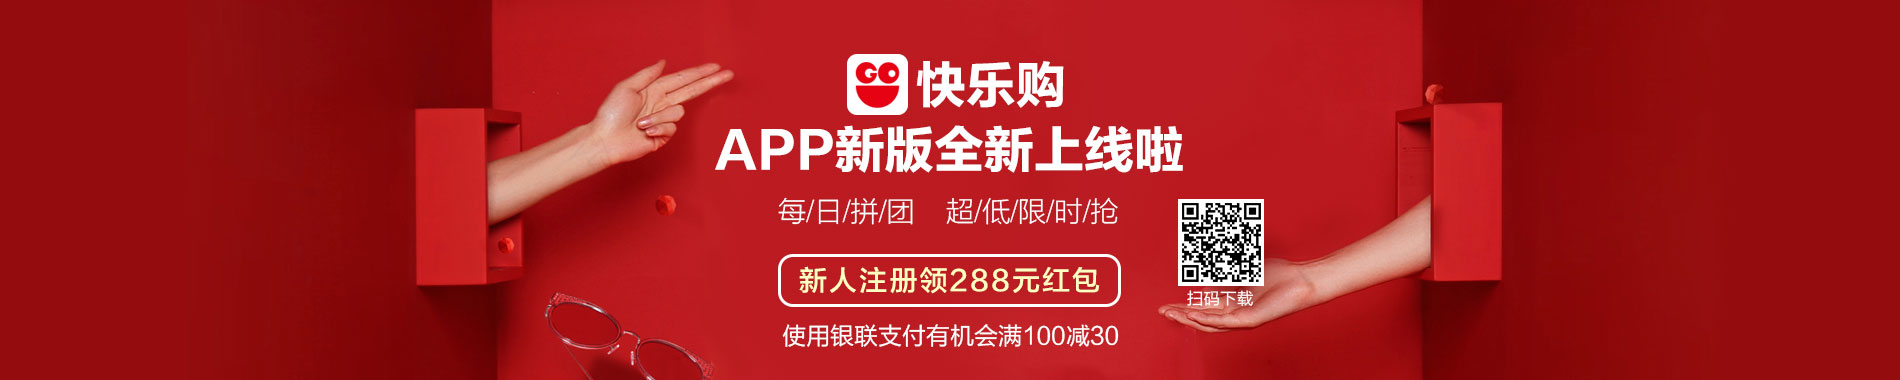 GO 快乐购
APP新版全新上线啦
每/日/拼/团 超/低/限/时/抢
新人注册领288元红包
使用银联支付有机会满100减30
扫码下载